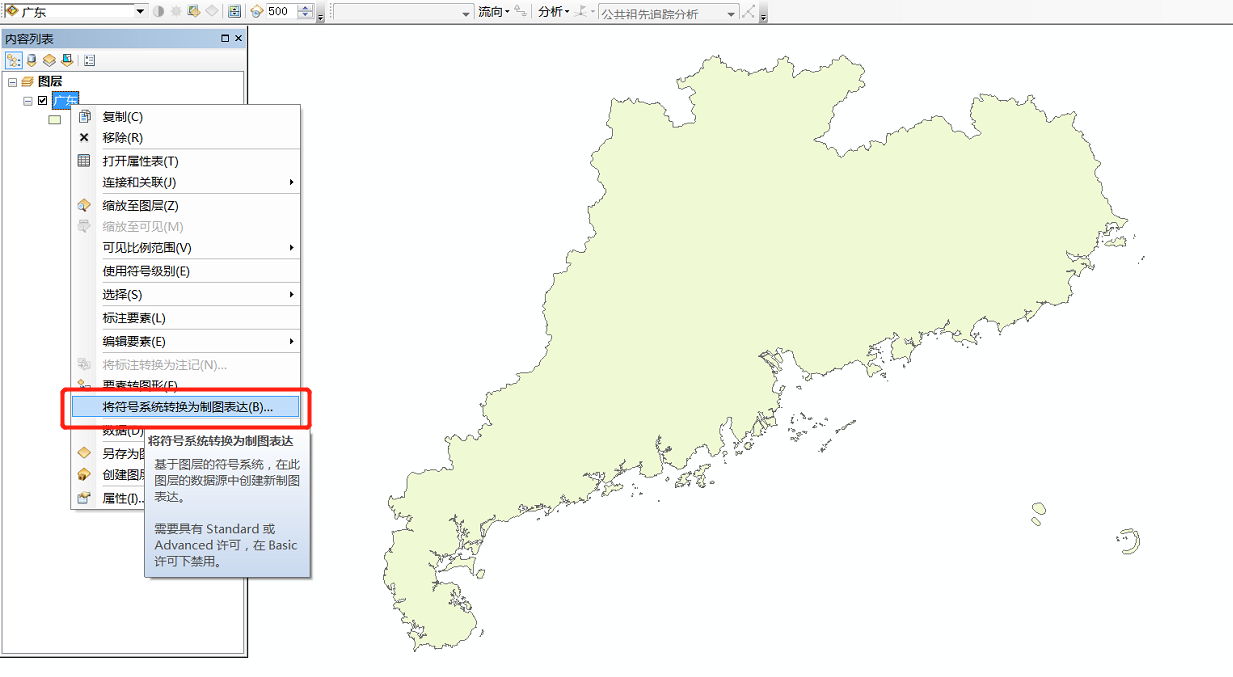 广东
500
流向
分析
公共祖先追踪分析
内容列表
图层
广东
复制(C)
移除(R)
打开属性表(T)
连接和关联(J)
缩放至图层(Z)
缩放至可见(M)
可见比例范围(V)
使用符号级别(E)
选择(S)
标注要素(L)
编辑要素(E)
将标注转换为注记(N)...
要素转图形(F)
将符号系统转换为制图表达(B)...
数据(D)
另存为图
创建图层
属性(I)...
将符号系统转换为制图表达
基于图层的符号系统，在此
图层的数据源中创建新制图
表达。
需要具有 Standard 或
Advanced 许可，在 Basic
许可下禁用。